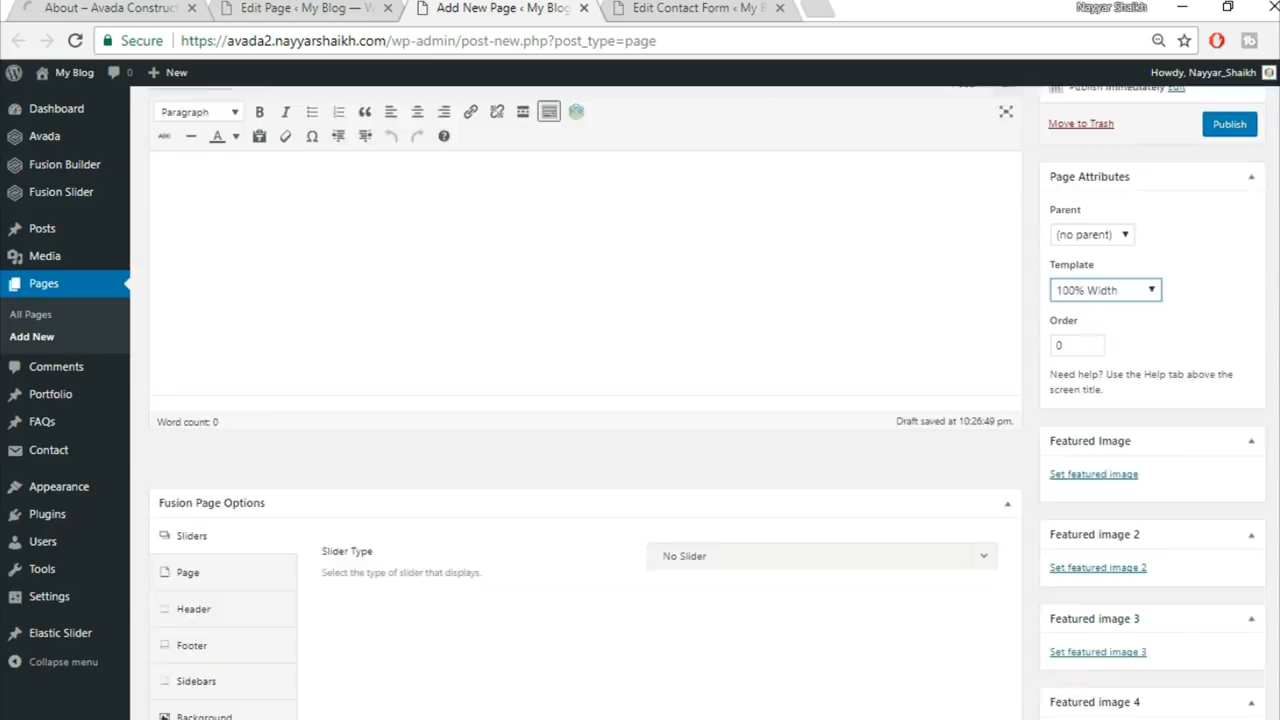 About – Avada Construct
Edit Page ‹ My Blog — W
Add New Page ‹ My Blog
Edit Contact Form ‹ My B
Nayyar Shaikh
Secure
https://avada2.nayyarshaikh.com/wp-admin/post-new.php?post_type=page
My Blog
0
New
Howdy, Nayyar_Shaikh
Dashboard
Avada
Fusion Builder
Fusion Slider
Posts
Media
Pages
All Pages
Add New
Comments
Portfolio
FAQs
Contact
Appearance
Plugins
Users
Tools
Settings
Elastic Slider
Collapse menu
Paragraph
B I
ABC
A
Word count: 0
Draft saved at 10:26:49 pm.
Fusion Page Options
Sliders
Page
Header
Footer
Sidebars
Background
Slider Type
Select the type of slider that displays.
No Slider
Publish immediately Edit
Move to Trash
Publish
Page Attributes
Parent
(no parent)
Template
100% Width
Order
0
Need help? Use the Help tab above the
screen title.
Featured Image
Set featured image
Featured image 2
Set featured image 2
Featured image 3
Set featured image 3
Featured image 4